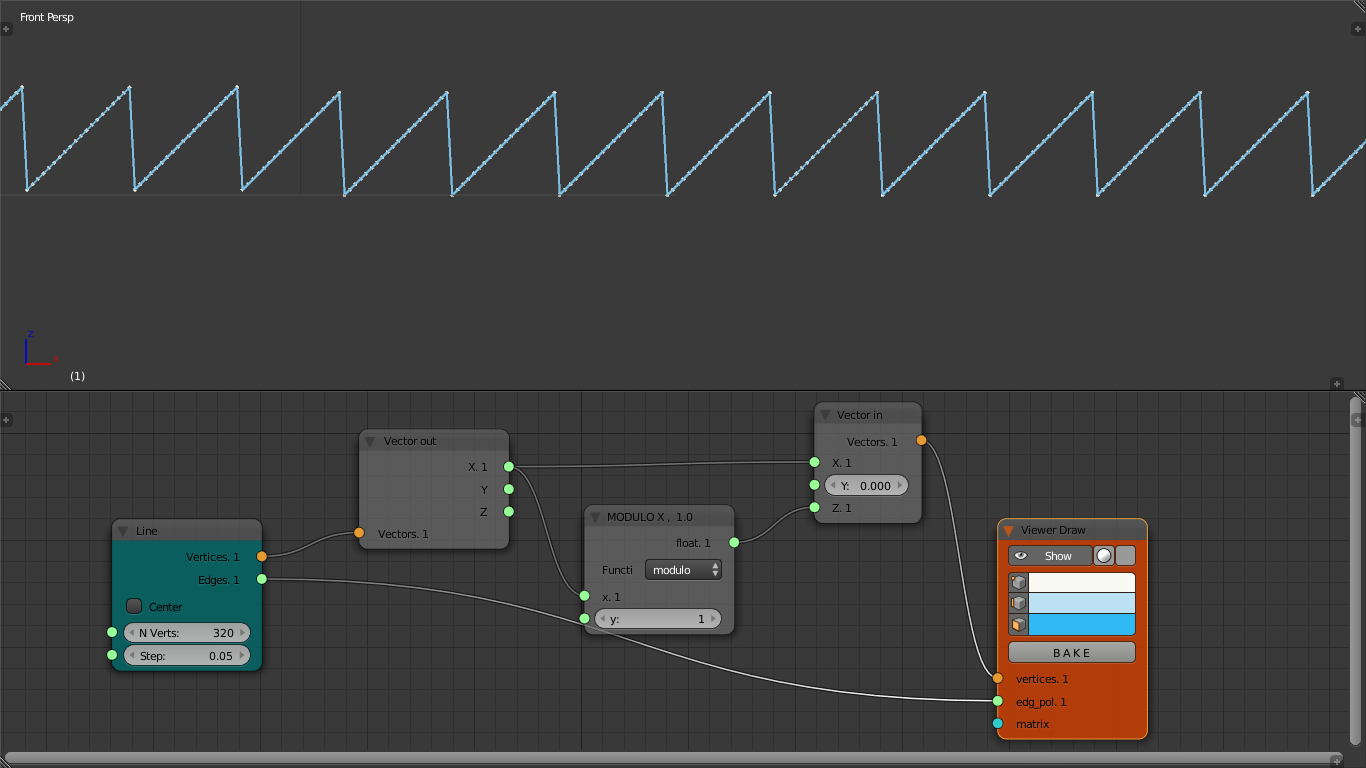 Front Persp
z
x
(1)
Vector out
X. 1
Y
Z
Vectors. 1
Line
Vertices. 1
Edges. 1
Center
N Verts: 320
Step: 0.05
MODULO X , 1.0
float. 1
Functi modulo
x. 1
y: 1
Vector in
Vectors. 1
X. 1
Y: 0.000
Z. 1
Viewer Draw
Show
BAKE
vertices. 1
edg_pol. 1
matrix